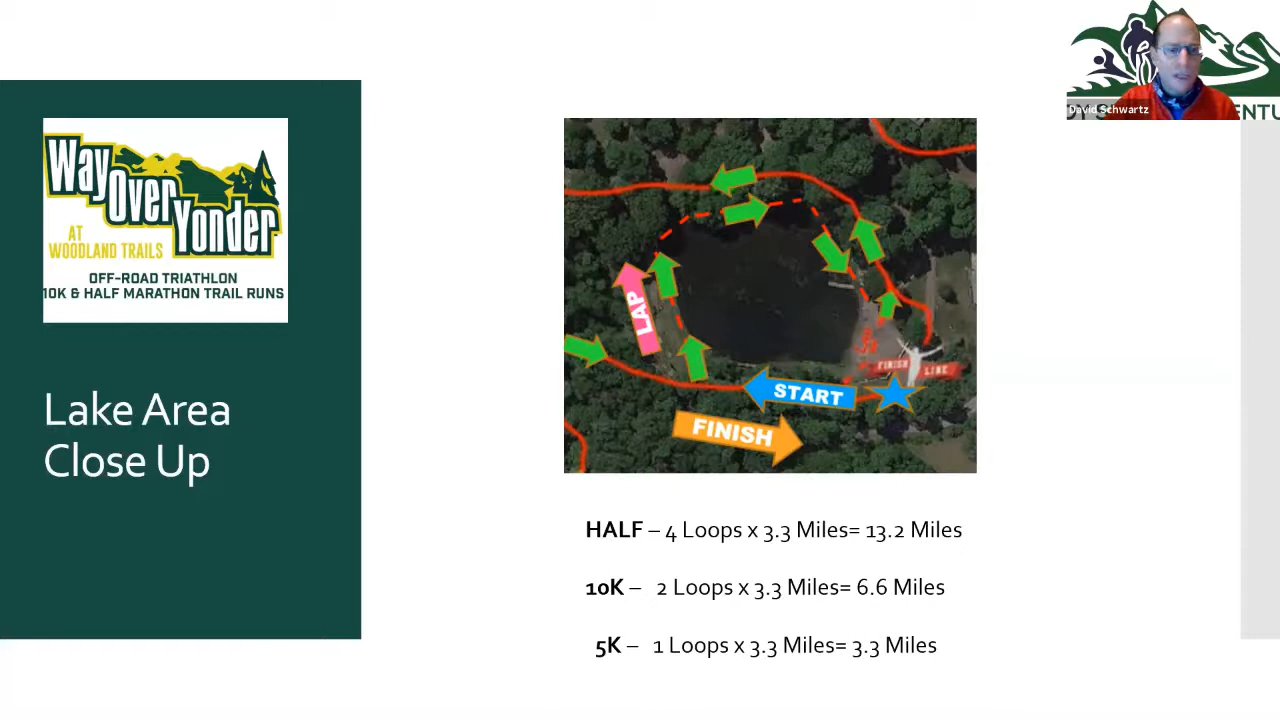 David Schwartz
Way
Over
Yonder
AT
WOODLAND TRAILS
OFF-ROAD TRIATHLON
10K & HALF MARATHON TRAIL RUNS
Lake Area
Close Up
LAP
FINISH LINE
START
FINISH
HALF – 4 Loops x 3.3 Miles= 13.2 Miles
10K – 2 Loops x 3.3 Miles= 6.6 Miles
5K – 1 Loops x 3.3 Miles= 3.3 Miles